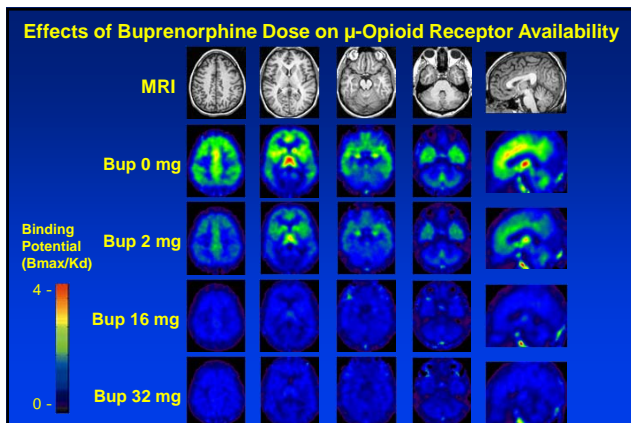 Effects of Buprenorphine Dose on µ-Opioid Receptor Availability
MRI
Bup 0 mg
Bup 2 mg
Binding
Potential
(Bmax/Kd)
4 -
Bup 16 mg
0 -
Bup 32 mg